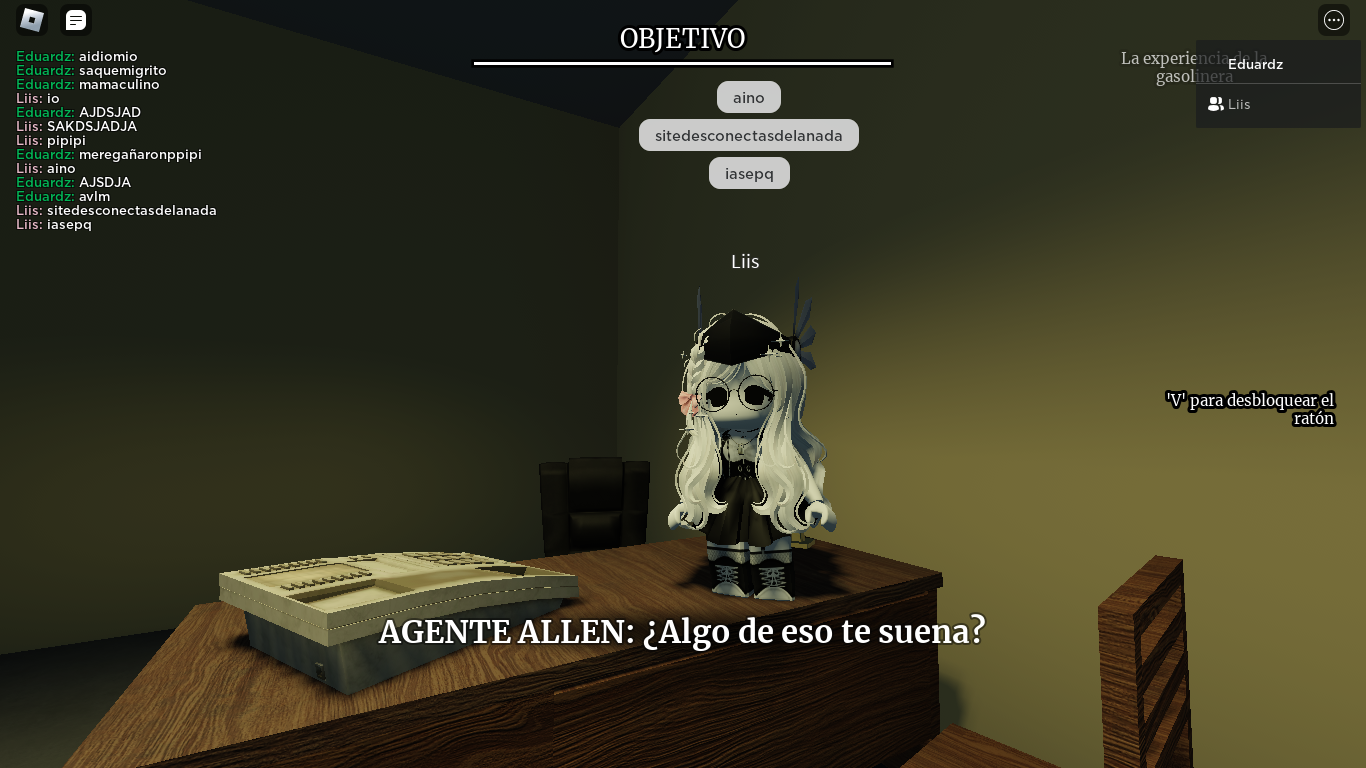 OBJETIVO
Eduardz: aidiomio
Eduardz: saquemigrito
Eduardz: mamaculino
Liis: io
Eduardz: AJDSJAD
Liis: SAKDSJADJA
Liis: pipipi
Eduardz: meregañaronppipi
Liis: aino
Eduardz: AJSDJA
Eduardz: avlm
Liis: sitedesconectasdelanada
Liis: iasepq
aino
sitedesconectasdelanada
iasepq
Liis
La experiencia de la
gasolinera
Eduardz
Liis
'V' para desbloquear el
ratón
AGENTE ALLEN: ¿Algo de eso te suena?